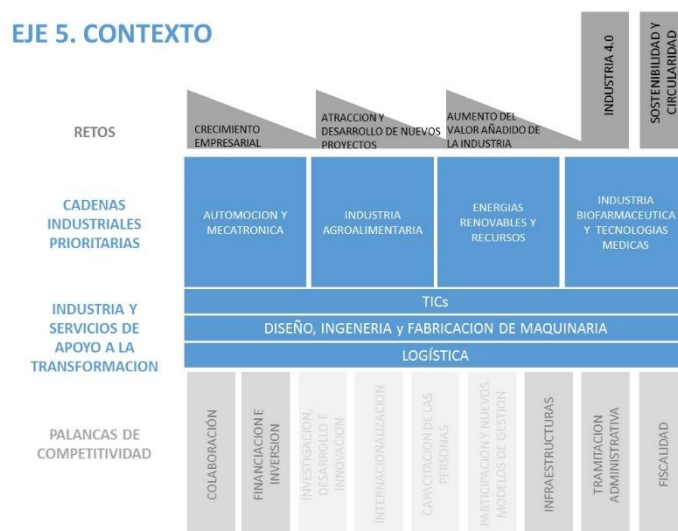 EJE 5. CONTEXTO
INDUSTRIA 4.0
SOSTENIBILIDAD Y
CIRCULARIDAD
RETOS
CRECIMIENTO
EMPRESARIAL
ATRACCION Y
DESARROLLO DE NUEVOS
PROYECTOS
AUMENTO DEL
VALOR AÑADIDO DE
LA INDUSTRIA
CADENAS
INDUSTRIALES
PRIORITARIAS
AUTOMOCION Y
MECATRONICA
INDUSTRIA
AGROALIMENTARIA
ENERGIAS
RENOVABLES Y
RECURSOS
INDUSTRIA
BIOFARMACEUTICA
Y TECNOLOGIAS
MEDICAS
INDUSTRIA Y
SERVICIOS DE
APOYO A LA
TRANSFORMACION
TICs
DISEÑO, INGENERIA y FABRICACION DE MAQUINARIA
LOGÍSTICA
PALANCAS DE
COMPETITIVIDAD
COLABORACIÓN
FINANCIACION E
INVERSION
INVESTIGACION,
DESARROLLO E
INNOVACION
INTERNACIONALIZACIÓN
CAPACITACION DE LAS
PERSONAS
PARTICIPACION Y NUEVOS
MODELOS DE GESTION
INFRAESTRUCTURAS
TRAMITACION
ADMINISTRATIVA
FISCALIDAD